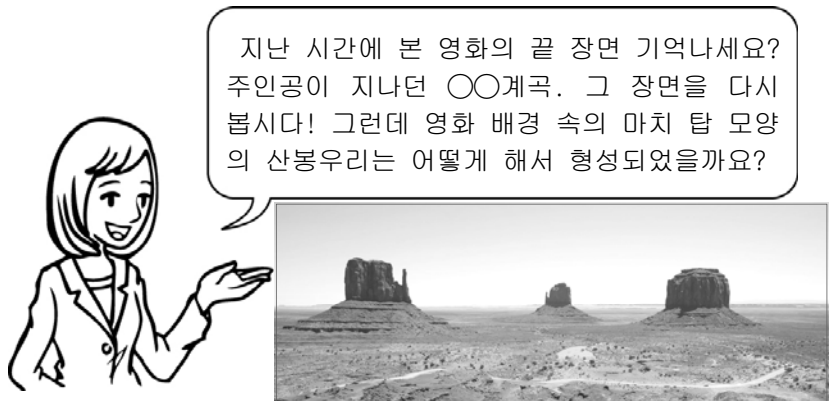 지난 시간에 본 영화의 끝 장면 기억나세요?
주인공이 지나던 ◯◯계곡. 그 장면을 다시
봅시다! 그런데 영화 배경 속의 마치 탑 모양
의 산봉우리는 어떻게 해서 형성되었을까요?